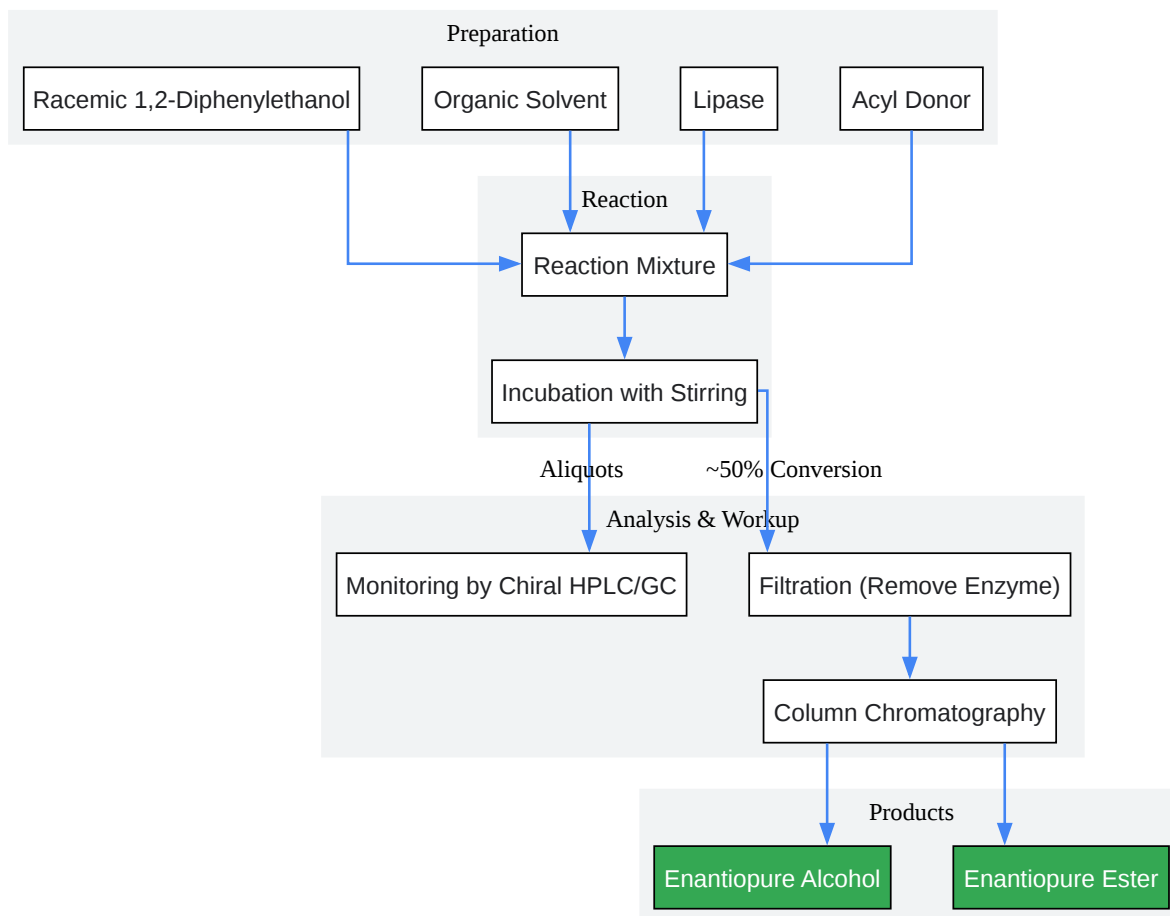 Preparation
Racemic 1,2-Diphenylethanol
Organic Solvent
Lipase
Acyl Donor
Reaction
Reaction Mixture
Incubation with Stirring
Aliquots
~50% Conversion
Analysis & Workup
Monitoring by Chiral HPLC/GC
Filtration (Remove Enzyme)
Column Chromatography
Products
Enantiopure Alcohol
Enantiopure Ester